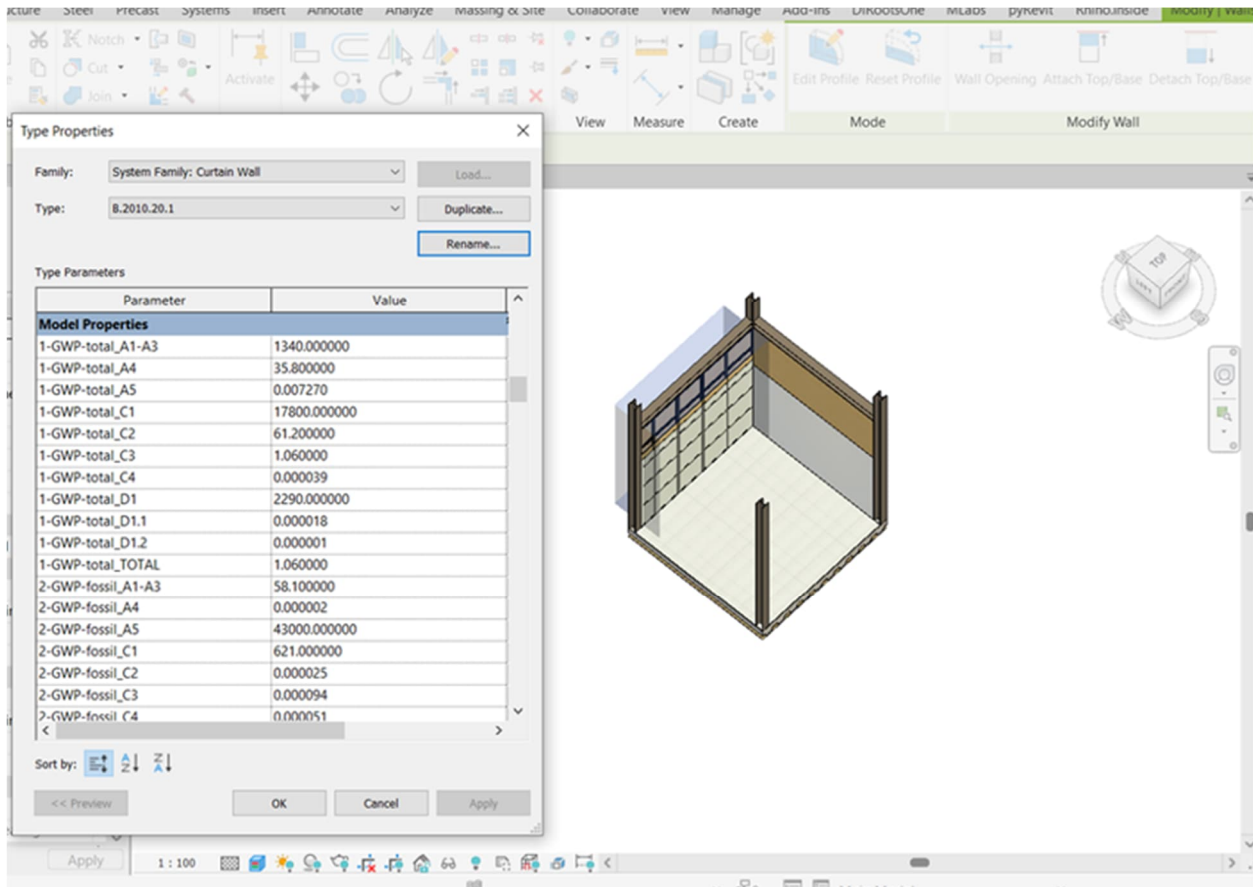 Steel Precast Systems Insert Annotate Analyze Massing & Site Collaborate View Manage Add-Ins DiRootsOne MLabs pyRevit Rhino.Inside Modify | Walls
Notch
Cut
Join
Activate
Edit Profile Reset Profile Wall Opening Attach Top/Base Detach Top/Base
View Measure Create Mode Modify Wall
Type Properties
Family: System Family: Curtain Wall Load...
Type: B.2010.20.1 Duplicate...
Rename...
Type Parameters
Parameter Value
Model Properties
1-GWP-total_A1-A3 1340.000000
1-GWP-total_A4 35.800000
1-GWP-total_A5 0.007270
1-GWP-total_C1 17800.000000
1-GWP-total_C2 61.200000
1-GWP-total_C3 1.060000
1-GWP-total_C4 0.000039
1-GWP-total_D1 2290.000000
1-GWP-total_D1.1 0.000018
1-GWP-total_D1.2 0.000001
1-GWP-total_TOTAL 1.060000
2-GWP-fossil_A1-A3 58.100000
2-GWP-fossil_A4 0.000002
2-GWP-fossil_A5 43000.000000
2-GWP-fossil_C1 621.000000
2-GWP-fossil_C2 0.000025
2-GWP-fossil_C3 0.000094
2-GWP-fossil_C4 0.000051
Sort by:
<< Preview OK Cancel Apply
Apply 1 : 100
TOP
LEFT FRONT